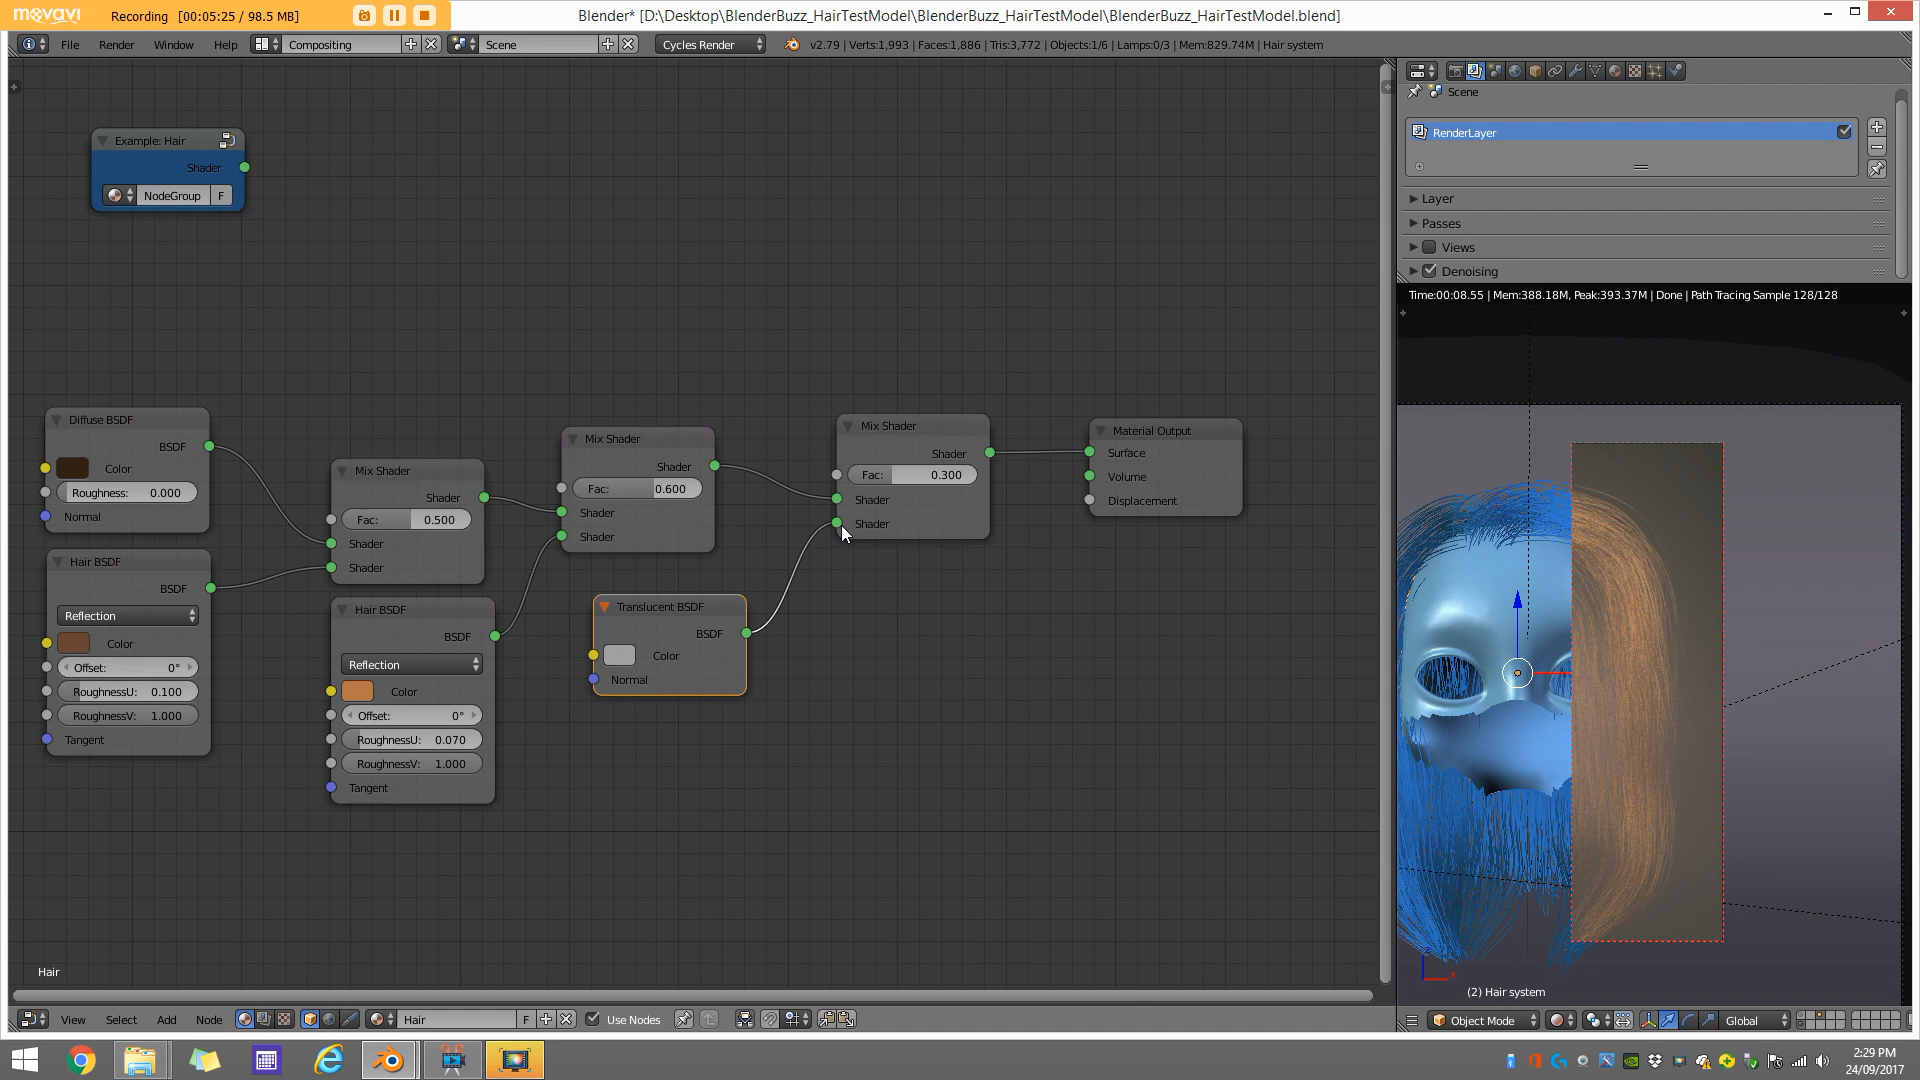 movavi Recording [00:05:25 / 98.5 MB]
Blender* [D:\Desktop\BlenderBuzz_HairTestModel\BlenderBuzz_HairTestModel\BlenderBuzz_HairTestModel.blend]
File Render Window Help Compositing Scene Cycles Render v2.79 | Verts:1,993 | Faces:1,886 | Tris:3,772 | Objects:1/6 | Lamps:0/3 | Mem:829.74M | Hair system
Example: Hair
Shader
NodeGroup F
Diffuse BSDF
BSDF
Color
Roughness: 0.000
Normal
Hair BSDF
BSDF
Reflection
Color
Offset: 0°
RoughnessU: 0.100
RoughnessV: 1.000
Tangent
Mix Shader
Shader
Fac: 0.500
Shader
Shader
Hair BSDF
BSDF
Reflection
Color
Offset: 0°
RoughnessU: 0.070
RoughnessV: 1.000
Tangent
Mix Shader
Shader
Fac: 0.600
Shader
Shader
Translucent BSDF
BSDF
Color
Normal
Mix Shader
Shader
Fac: 0.300
Shader
Shader
Material Output
Surface
Volume
Displacement
Hair
View Select Add Node Hair F Use Nodes
Scene
RenderLayer
Layer
Passes
Views
Denoising
Time:00:08.55 | Mem:388.18M, Peak:393.37M | Done | Path Tracing Sample 128/128
(2) Hair system
Object Mode Global
2:29 PM
24/09/2017